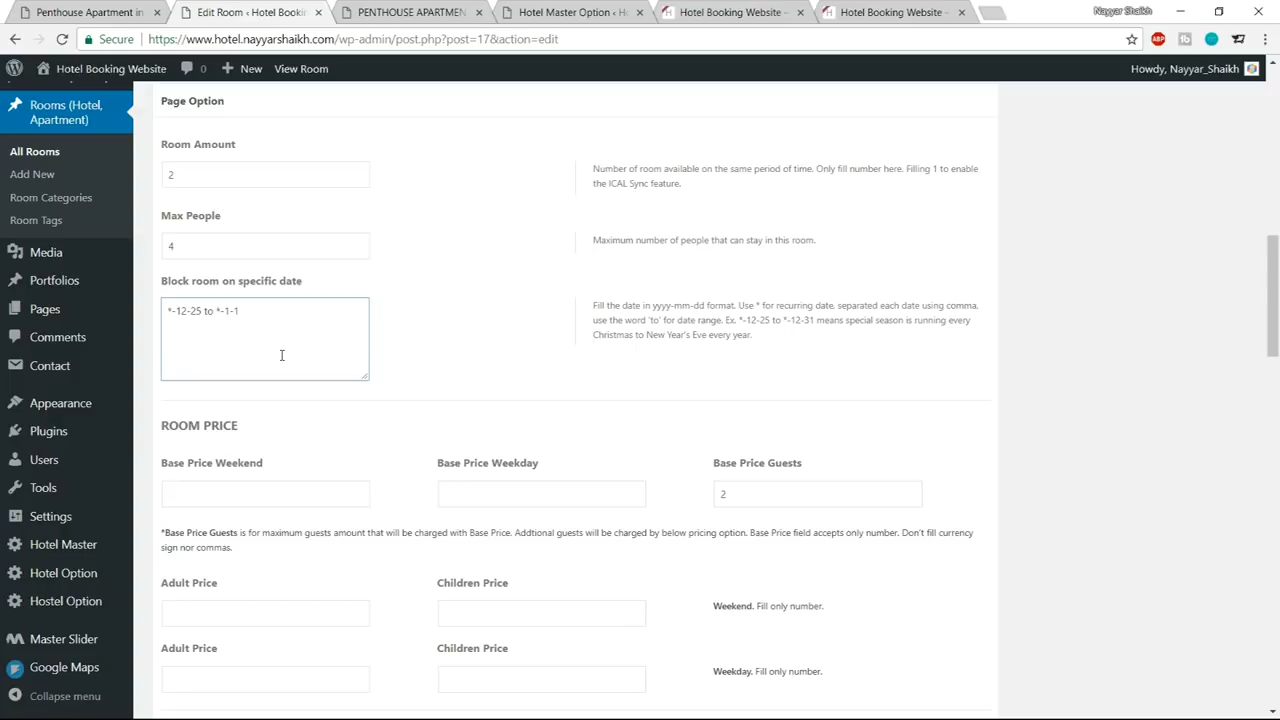 Penthouse Apartment in
Edit Room ‹ Hotel Bookin
PENTHOUSE APARTMEN
Hotel Master Option ‹ Ho
Hotel Booking Website –
Hotel Booking Website –
Nayyar Shaikh
Secure
https://www.hotel.nayyarshaikh.com/wp-admin/post.php?post=17&action=edit
ABP
Hotel Booking Website
0
New
View Room
Howdy, Nayyar_Shaikh
Rooms (Hotel,
Apartment)
All Rooms
Add New
Room Categories
Room Tags
Media
Portfolios
Pages
Comments
Contact
Appearance
Plugins
Users
Tools
Settings
Hotel Master
Hotel Option
Hostel Option
Master Slider
Google Maps
Collapse menu
Page Option
Room Amount
2
Number of room available on the same period of time. Only fill number here. Filling 1 to enable
the ICAL Sync feature.
Max People
4
Maximum number of people that can stay in this room.
Block room on specific date
*-12-25 to *-1-1
Fill the date in yyyy-mm-dd format. Use * for recurring date, separated each date using comma,
use the word 'to' for date range. Ex. *-12-25 to *-12-31 means special season is running every
Christmas to New Year's Eve every year.
ROOM PRICE
Base Price Weekend
Base Price Weekday
Base Price Guests
2
*Base Price Guests is for maximum guests amount that will be charged with Base Price. Addtional guests will be charged by below pricing option. Base Price field accepts only number. Don't fill currency
sign nor commas.
Adult Price
Children Price
Weekend. Fill only number.
Adult Price
Children Price
Weekday. Fill only number.